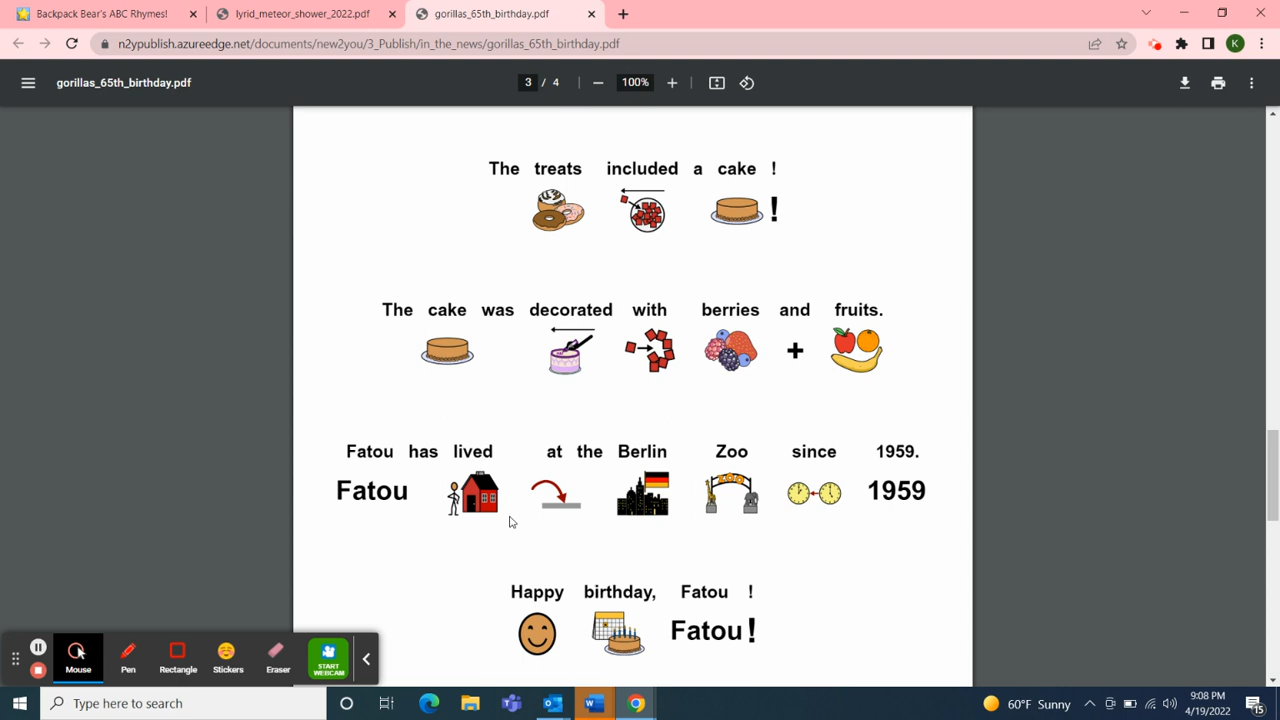 Backpack Bear's ABC Rhymes!
lyrid_meteor_shower_2022.pdf
gorillas_65th_birthday.pdf
n2ypublish.azureedge.net/documents/new2you/3_Publish/in_the_news/gorillas_65th_birthday.pdf
K
gorillas_65th_birthday.pdf
3 / 4
100%
The treats included a cake !
!
The cake was decorated with berries and fruits.
+
Fatou has lived at the Berlin Zoo since 1959.
Fatou ZOO 1959
Happy birthday, Fatou !
Fatou !
Mouse Pen Rectangle Stickers Eraser START WEBCAM
Type here to search
60°F Sunny
9:08 PM
4/19/2022
15